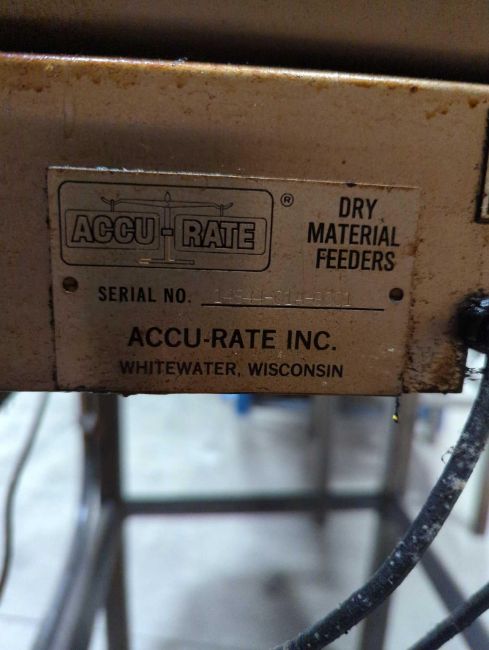 ACCU-RATE ®
DRY
MATERIAL
FEEDERS
SERIAL NO.
ACCU-RATE INC.
WHITEWATER, WISCONSIN